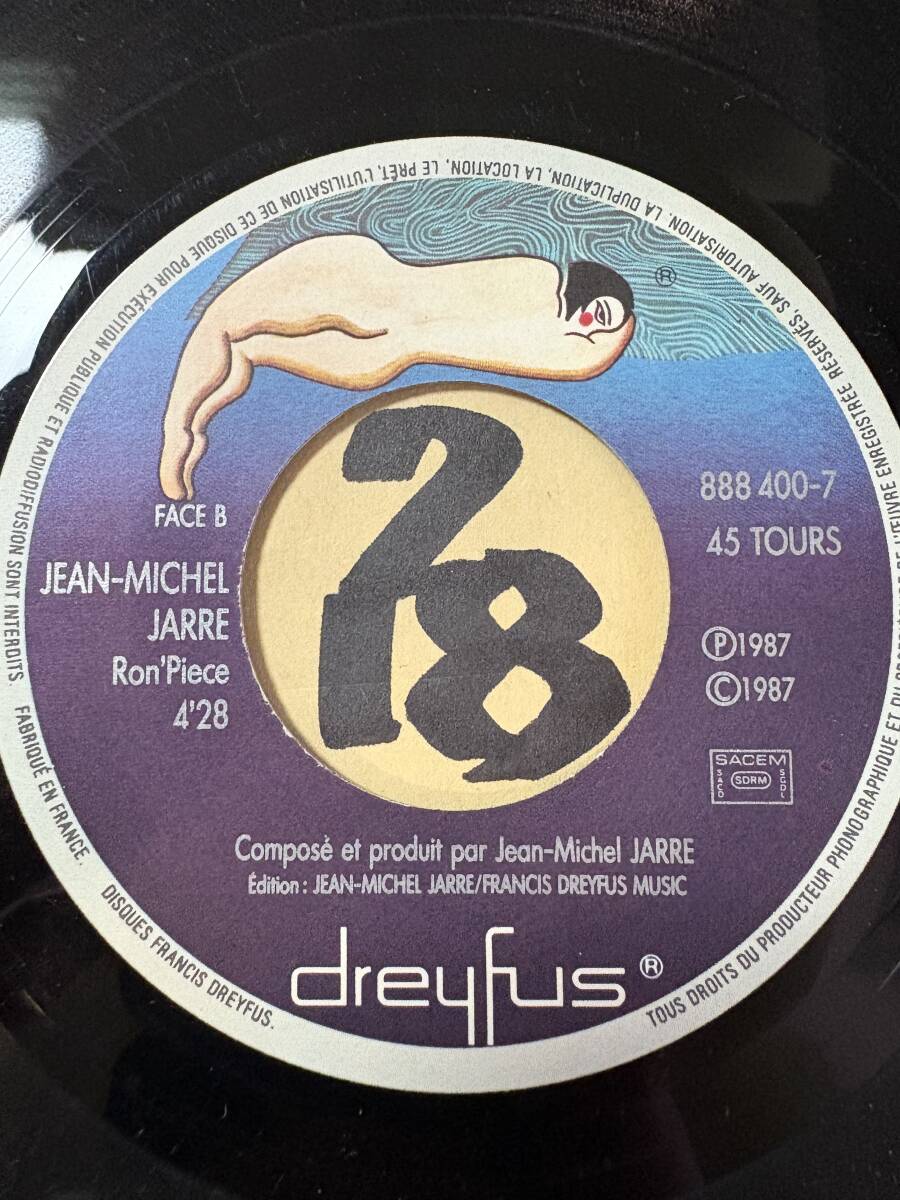 ®
FACE B
JEAN-MICHEL
JARRE
Ron'Piece
4'28
888 400-7
45 TOURS
Ⓟ1987
©1987
SACEM
SACD
SDRM
SGDL
278
Composé et produit par Jean-Michel JARRE
Édition : JEAN-MICHEL JARRE/FRANCIS DREYFUS MUSIC
dreyfus®
TOUS DROITS DU PRODUCTEUR PHONOGRAPHIQUE ET DU PROPRIÉTAIRE DE L'ŒUVRE ENREGISTRÉE RÉSERVÉS. SAUF AUTORISATION, LA DUPLICATION, LA LOCATION, LE PRÊT, L'UTILISATION DE CE DISQUE POUR EXÉCUTION PUBLIQUE ET RADIODIFFUSION SONT INTERDITS.
FABRIQUÉ EN FRANCE.
DISQUES FRANCIS DREYFUS.